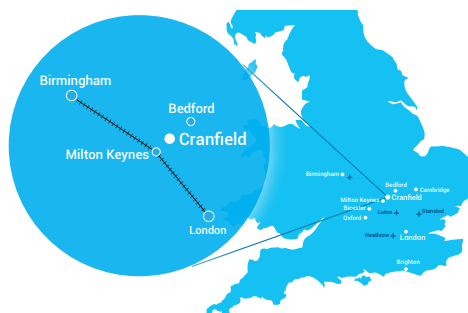 Birmingham
Bedford
Cranfield
Milton Keynes
London
Birmingham
Bedford
Cambridge
Milton Keynes
Cranfield
Bicester
Luton
Stansted
Oxford
Heathrow
London
Brighton